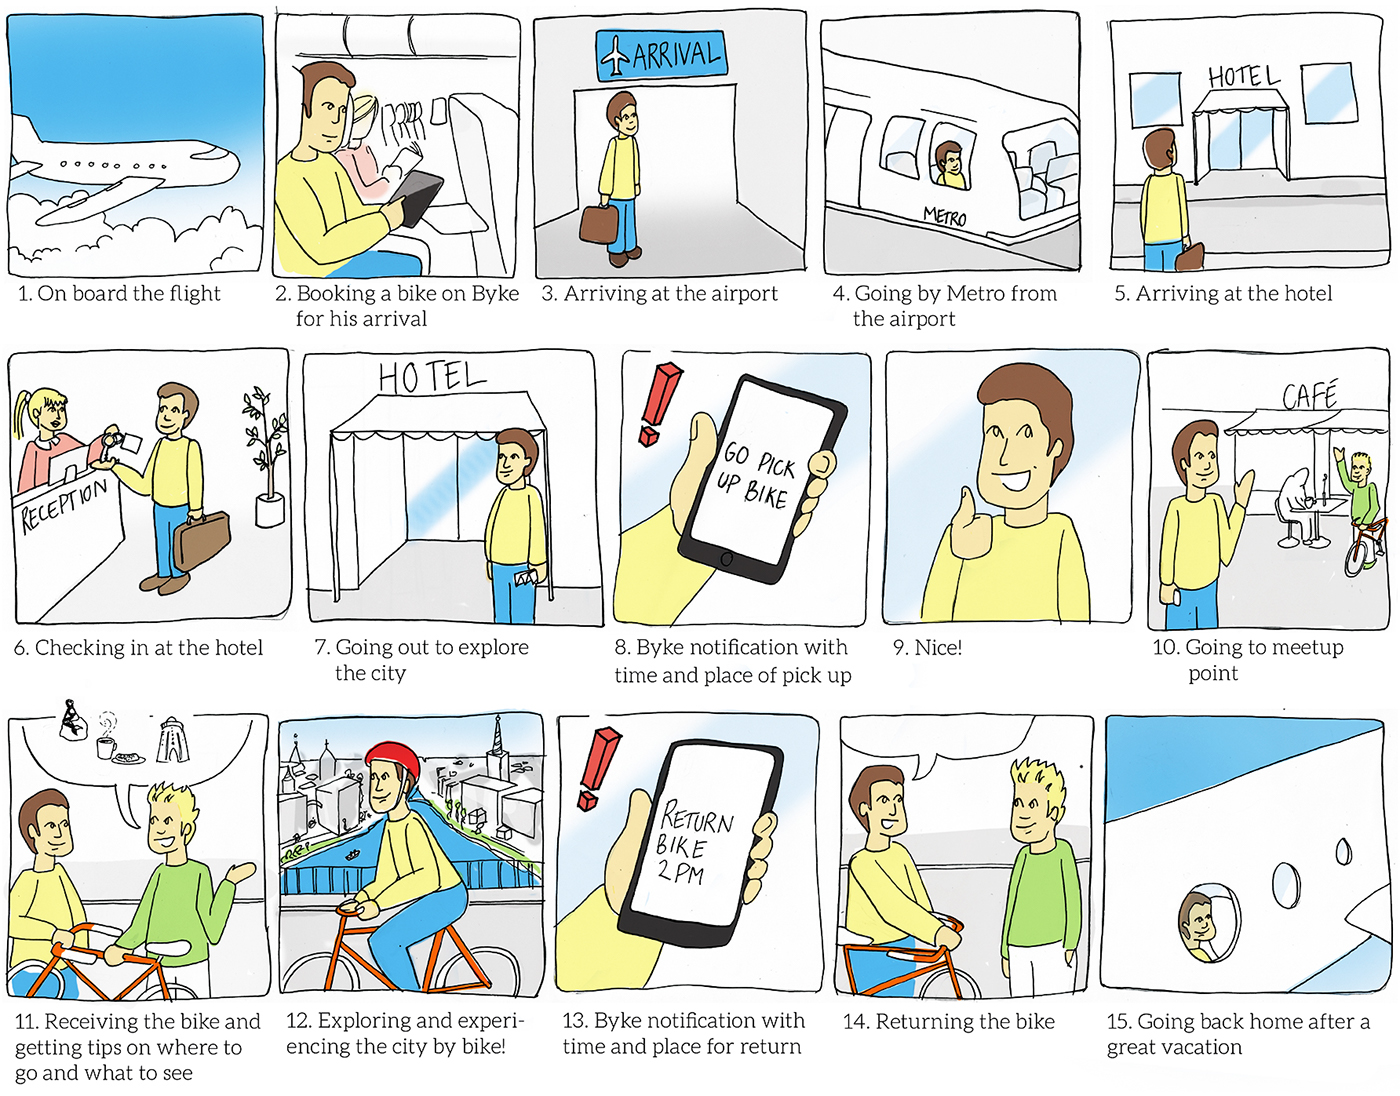 ARRIVAL
METRO
HOTEL
1. On board the flight
2. Booking a bike on Byke
for his arrival
3. Arriving at the airport
4. Going by Metro from
the airport
5. Arriving at the hotel
RECEPTION
HOTEL
GO PICK
UP BIKE
CAFÉ
6. Checking in at the hotel
7. Going out to explore
the city
8. Byke notification with
time and place of pick up
9. Nice!
10. Going to meetup
point
RETURN
BIKE
2PM
11. Receiving the bike and
getting tips on where to
go and what to see
12. Exploring and experi-
encing the city by bike!
13. Byke notification with
time and place for return
14. Returning the bike
15. Going back home after a
great vacation